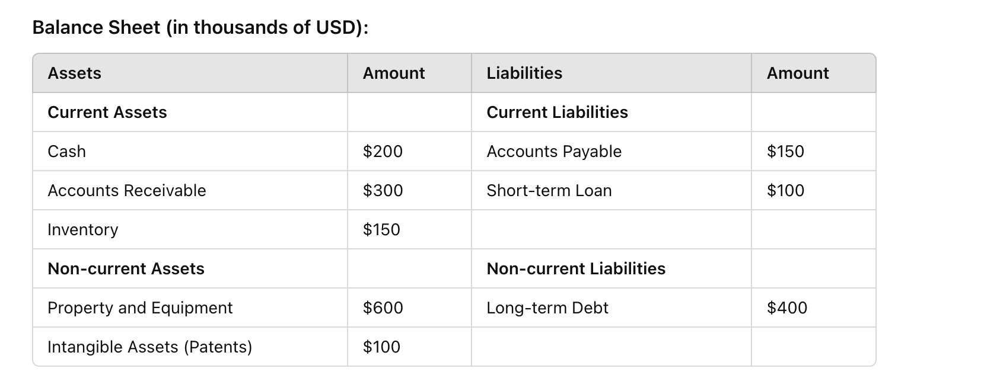 Balance Sheet (in thousands of USD):
Assets Amount Liabilities Amount
Current Assets Current Liabilities
Cash $200 Accounts Payable $150
Accounts Receivable $300 Short-term Loan $100
Inventory $150
Non-current Assets Non-current Liabilities
Property and Equipment $600 Long-term Debt $400
Intangible Assets (Patents) $100